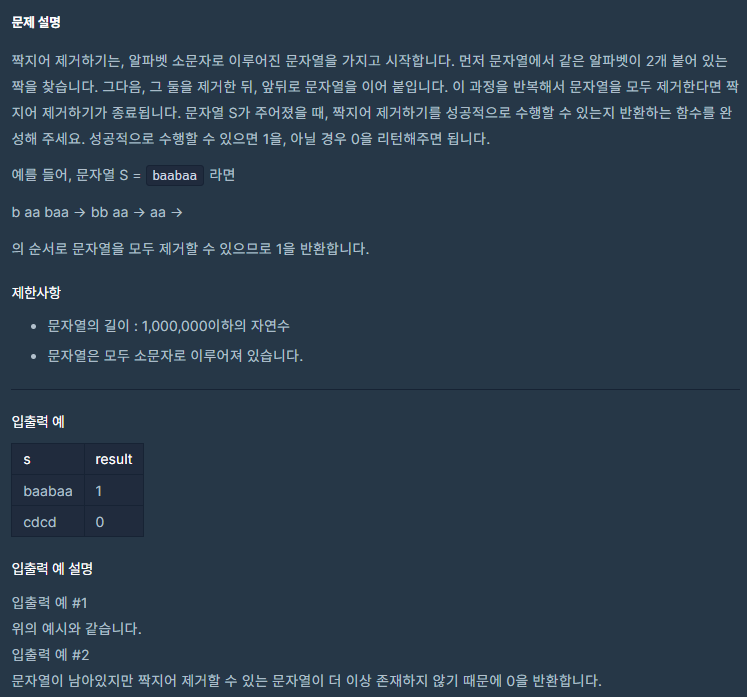 문제 설명
짝지어 제거하기는, 알파벳 소문자로 이루어진 문자열을 가지고 시작합니다. 먼저 문자열에서 같은 알파벳이 2개 붙어 있는
짝을 찾습니다. 그다음, 그 둘을 제거한 뒤, 앞뒤로 문자열을 이어 붙입니다. 이 과정을 반복해서 문자열을 모두 제거한다면 짝
지어 제거하기가 종료됩니다. 문자열 S가 주어졌을 때, 짝지어 제거하기를 성공적으로 수행할 수 있는지 반환하는 함수를 완
성해 주세요. 성공적으로 수행할 수 있으면 1을, 아닐 경우 0을 리턴해주면 됩니다.
예를 들어, 문자열 S = baabaa 라면
b aa baa → bb aa → aa →
의 순서로 문자열을 모두 제거할 수 있으므로 1을 반환합니다.
제한사항
• 문자열의 길이 : 1,000,000이하의 자연수
• 문자열은 모두 소문자로 이루어져 있습니다.
입출력 예
s result
baabaa 1
cdcd 0
입출력 예 설명
입출력 예 #1
위의 예시와 같습니다.
입출력 예 #2
문자열이 남아있지만 짝지어 제거할 수 있는 문자열이 더 이상 존재하지 않기 때문에 0을 반환합니다.